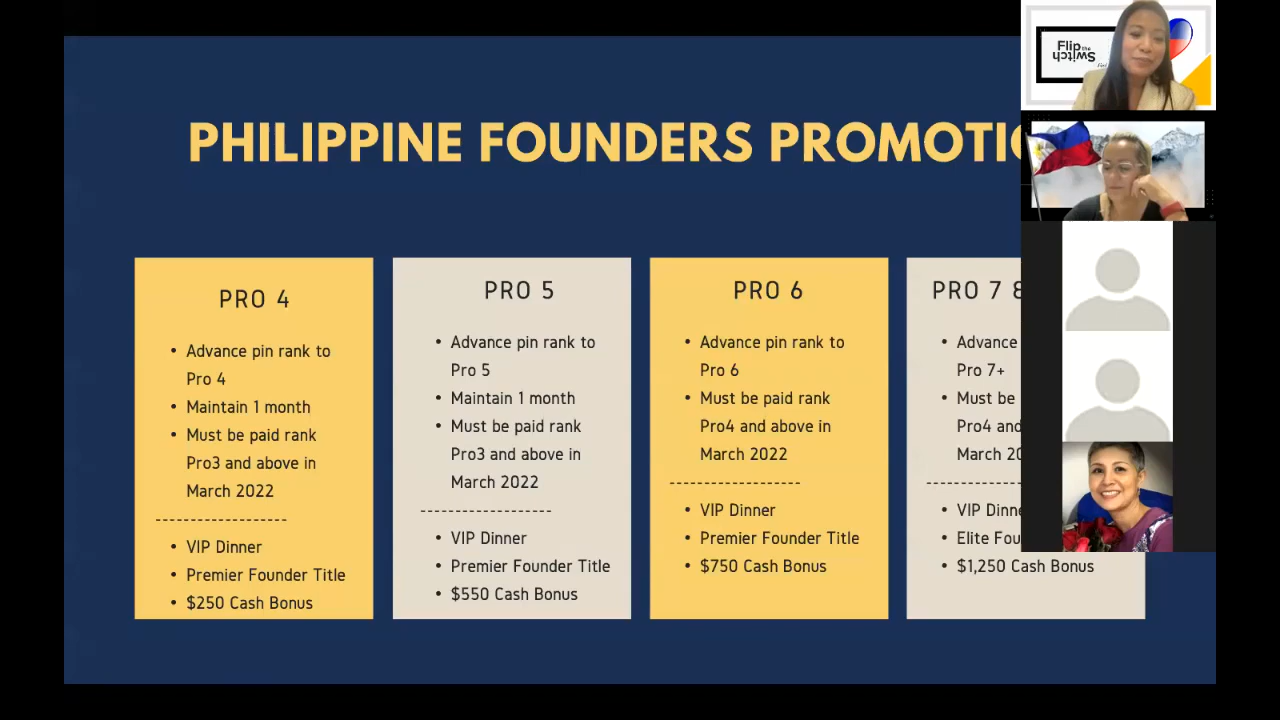 Flip the
Switch
PHILIPPINE FOUNDERS
PRO 4
• Advance pin rank to
Pro 4
• Maintain 1 month
• Must be paid rank
Pro3 and above in
March 2022
-------------------
• VIP Dinner
• Premier Founder Title
• $250 Cash Bonus
PRO 5
• Advance pin rank to
Pro 5
• Maintain 1 month
• Must be paid rank
Pro3 and above in
March 2022
-------------------
• VIP Dinner
• Premier Founder Title
• $550 Cash Bonus
PRO 6
• Advance pin rank to
Pro 6
• Must be paid rank
Pro4 and above in
March 2022
-------------------
• VIP Dinner
• Premier Founder Title
• $750 Cash Bonus
PRO 7
• Advance
Pro 7+
• Must be
Pro4 and
March
• VIP
• Elite
• $1,250 Cash Bonus